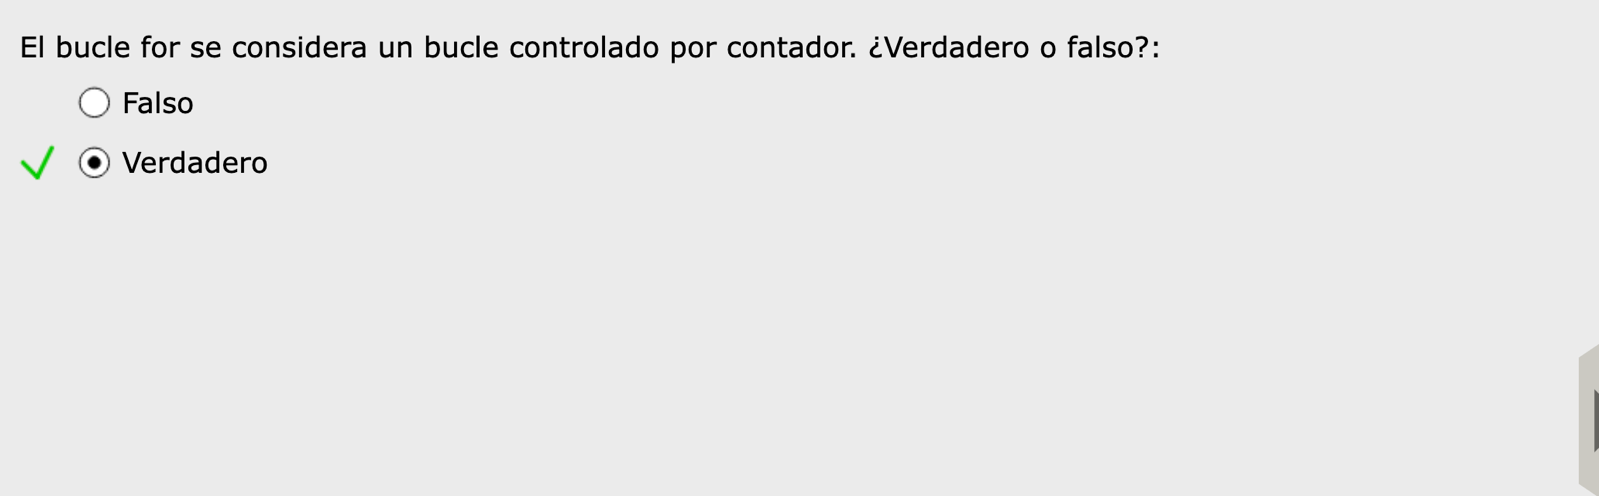 El bucle for se considera un bucle controlado por contador. ¿Verdadero o falso?:
Falso
Verdadero